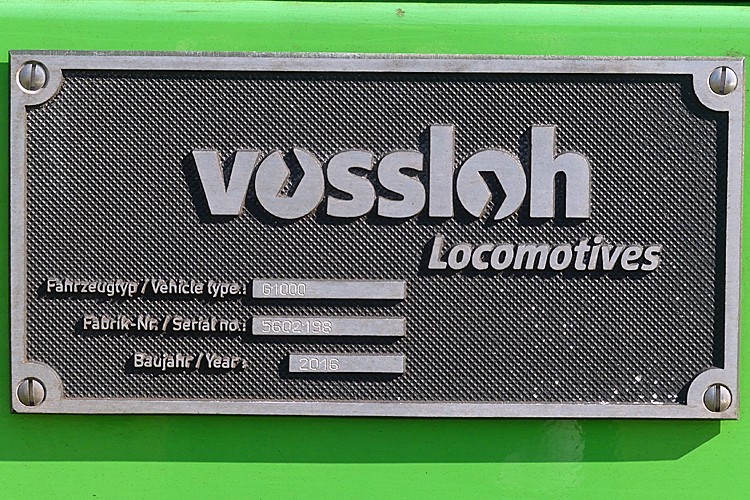 vossloh
Locomotives
Fahrzeugtyp / Vehicle type.: G1000
Fabrik-Nr. / Serial no.: 5602198
Baujahr / Year: 2016